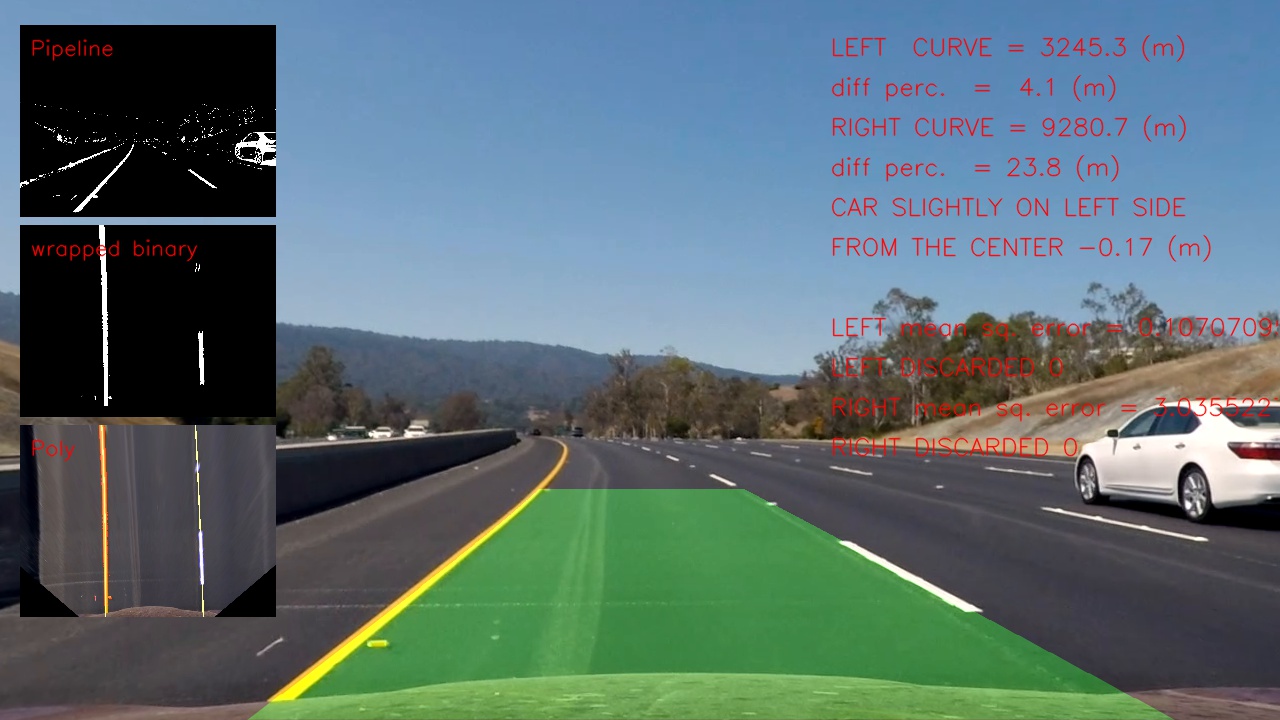 Pipeline
wrapped binary
Poly
LEFT CURVE = 3245.3 (m)
diff perc. = 4.1 (m)
RIGHT CURVE = 9280.7 (m)
diff perc. = 23.8 (m)
CAR SLIGHTLY ON LEFT SIDE
FROM THE CENTER -0.17 (m)
LEFT mean sq. error = 0.1070709
LEFT DISCARDED 0
RIGHT mean sq. error = 3.035522
RIGHT DISCARDED 0